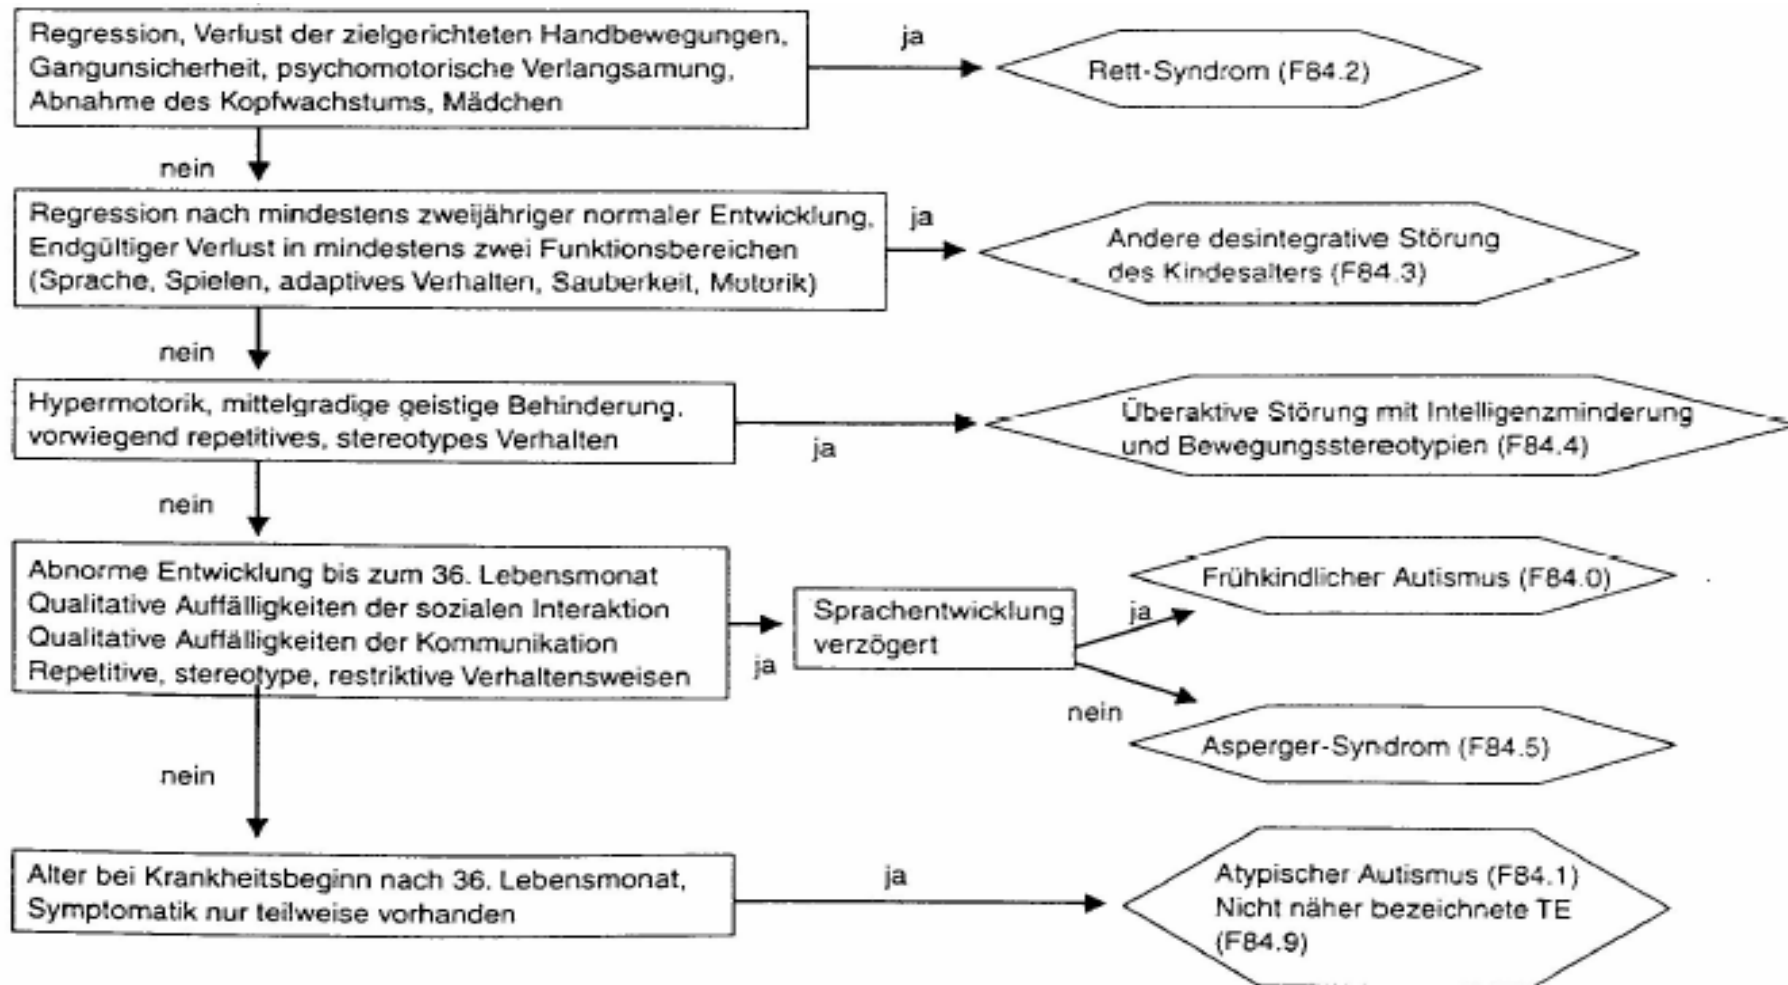 Regression, Verlust der zielgerichteten Handbewegungen,
Gangunsicherheit, psychomotorische Verlangsamung,
Abnahme des Kopfwachstums, Mädchen
ja
Rett-Syndrom (F84.2)
nein
Regression nach mindestens zweijähriger normaler Entwicklung,
Endgültiger Verlust in mindestens zwei Funktionsbereichen
(Sprache, Spielen, adaptives Verhalten, Sauberkeit, Motorik)
ja
Andere desintegrative Störung
des Kindesalters (F84.3)
nein
Hypermotorik, mittelgradige geistige Behinderung,
vorwiegend repetitives, stereotypes Verhalten
ja
Überaktive Störung mit Intelligenzminderung
und Bewegungsstereotypien (F84.4)
nein
Abnorme Entwicklung bis zum 36. Lebensmonat
Qualitative Auffälligkeiten der sozialen Interaktion
Qualitative Auffälligkeiten der Kommunikation
Repetitive, stereotype, restriktive Verhaltensweisen
ja
Sprachentwicklung
verzögert
ja
Frühkindlicher Autismus (F84.0)
nein
Asperger-Syndrom (F84.5)
nein
Alter bei Krankheitsbeginn nach 36. Lebensmonat,
Symptomatik nur teilweise vorhanden
ja
Atypischer Autismus (F84.1)
Nicht näher bezeichnete TE
(F84.9)